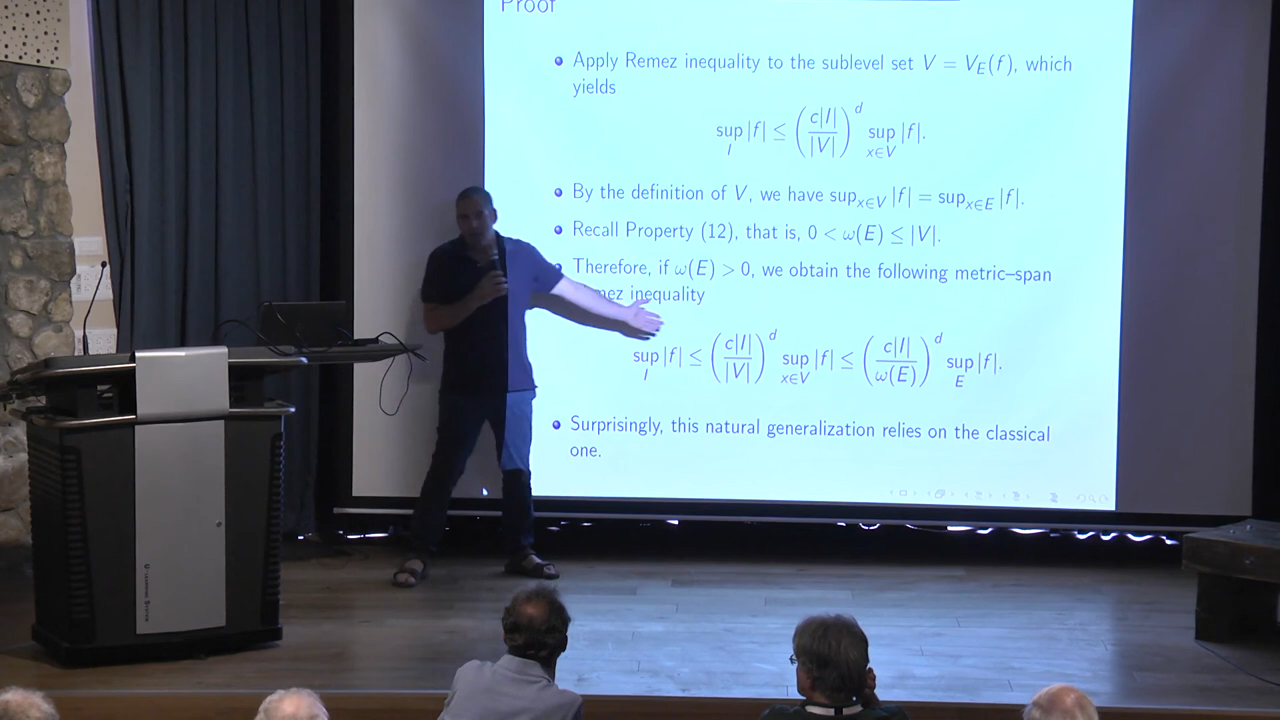 Proof
• Apply Remez inequality to the sublevel set V = V_E(f), which
yields
sup_I |f| ≤ (c|I| / |V|)^d sup_{x∈V} |f|.
• By the definition of V, we have sup_{x∈V} |f| = sup_{x∈E} |f|.
• Recall Property (12), that is, 0 < ω(E) ≤ |V|.
Therefore, if ω(E) > 0, we obtain the following metric–span
inequality
sup_I |f| ≤ (c|I| / |V|)^d sup_{x∈V} |f| ≤ (c|I| / ω(E))^d sup_E |f|.
• Surprisingly, this natural generalization relies on the classical
one.